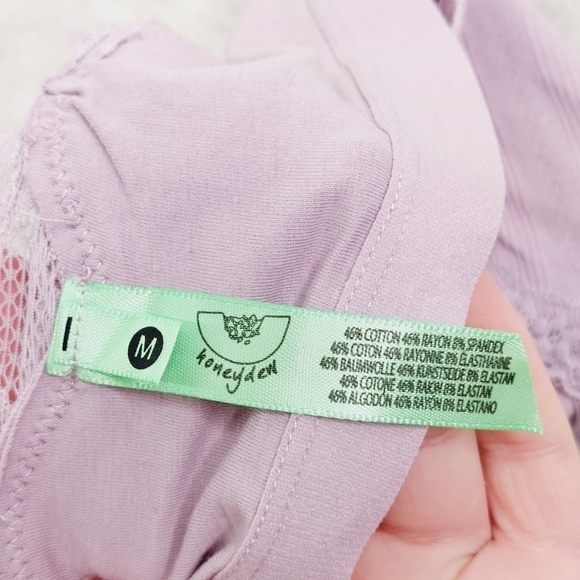 M
honeydew
46% COTTON 46% RAYON 8% SPANDEX
46% COTON 46% RAYONNE 8% ELASTHANNE
46% BAUMWOLLE 46% KUNSTSEIDE 8% ELASTAN
46% COTONE 46% RAION 8% ELASTAN
46% ALGODÓN 46% RAYÓN 8% ELASTANO